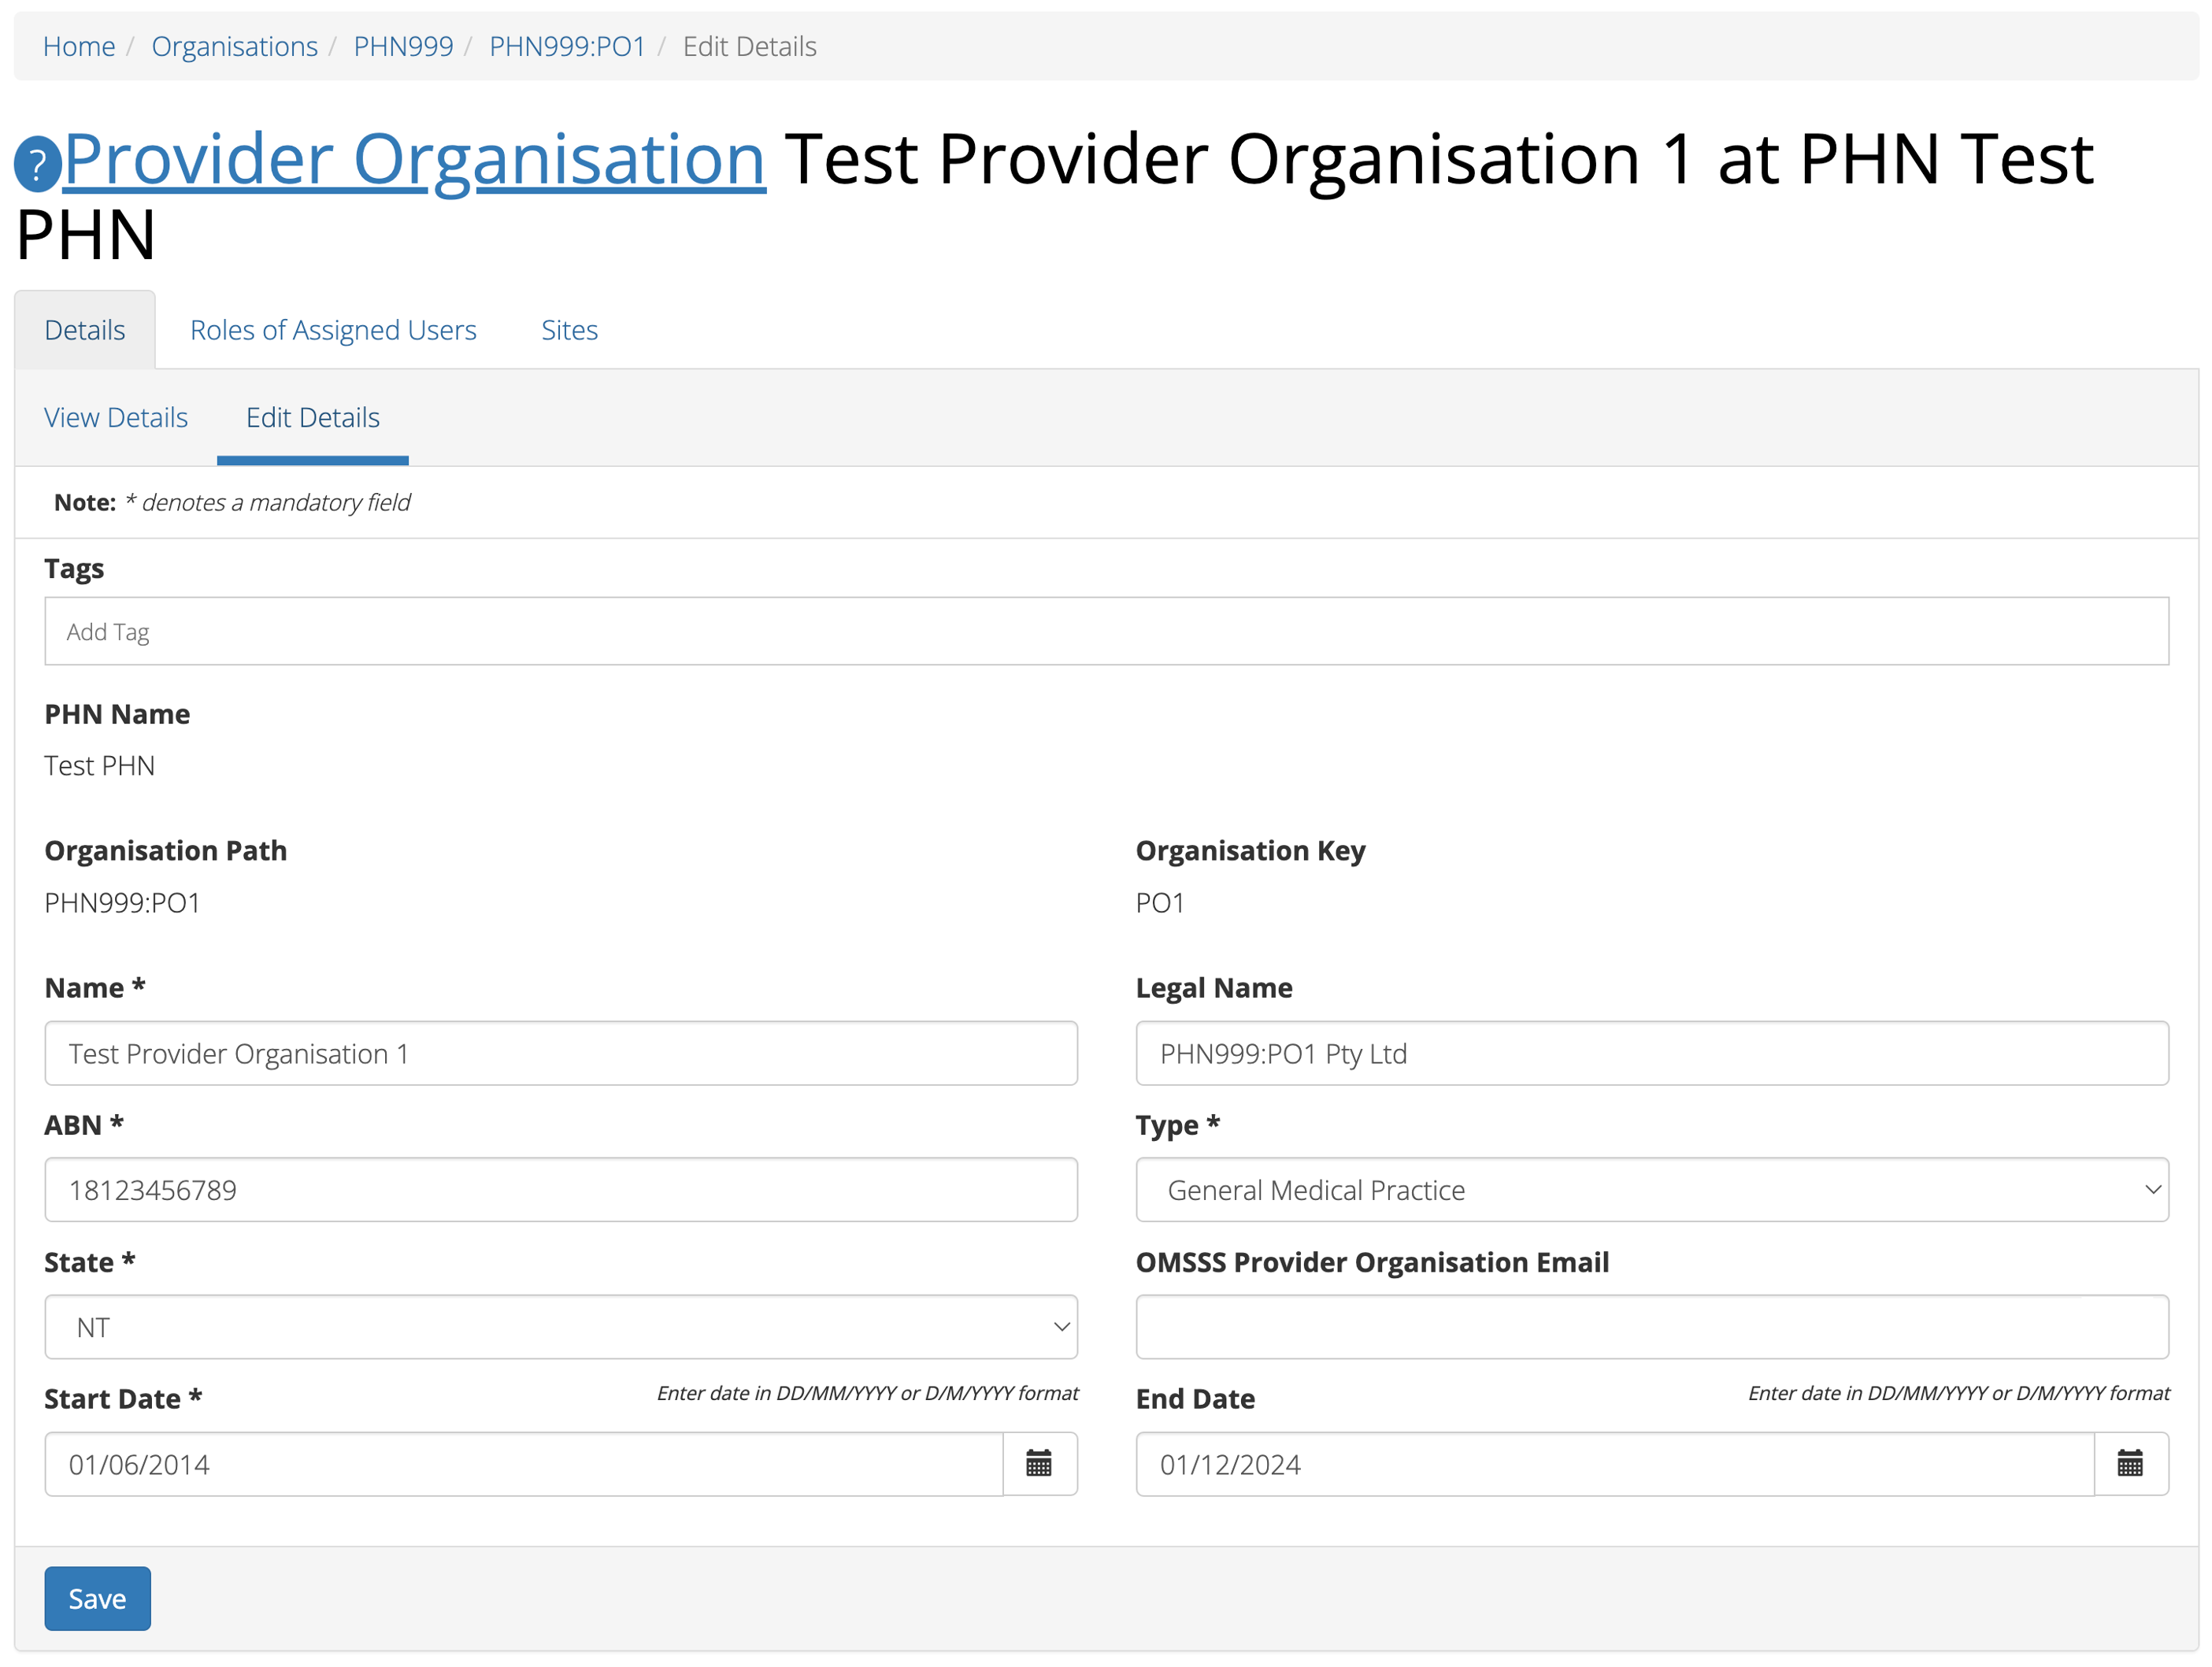 Home / Organisations / PHN999 / PHN999:PO1 / Edit Details
? Provider Organisation Test Provider Organisation 1 at PHN Test
PHN
Details Roles of Assigned Users Sites
View Details Edit Details
Note: * denotes a mandatory field
Tags
Add Tag
PHN Name
Test PHN
Organisation Path Organisation Key
PHN999:PO1 PO1
Name * Legal Name
Test Provider Organisation 1 PHN999:PO1 Pty Ltd
ABN * Type *
18123456789 General Medical Practice
State * OMSSS Provider Organisation Email
NT
Start Date * Enter date in DD/MM/YYYY or D/M/YYYY format End Date Enter date in DD/MM/YYYY or D/M/YYYY format
01/06/2014 01/12/2024
Save